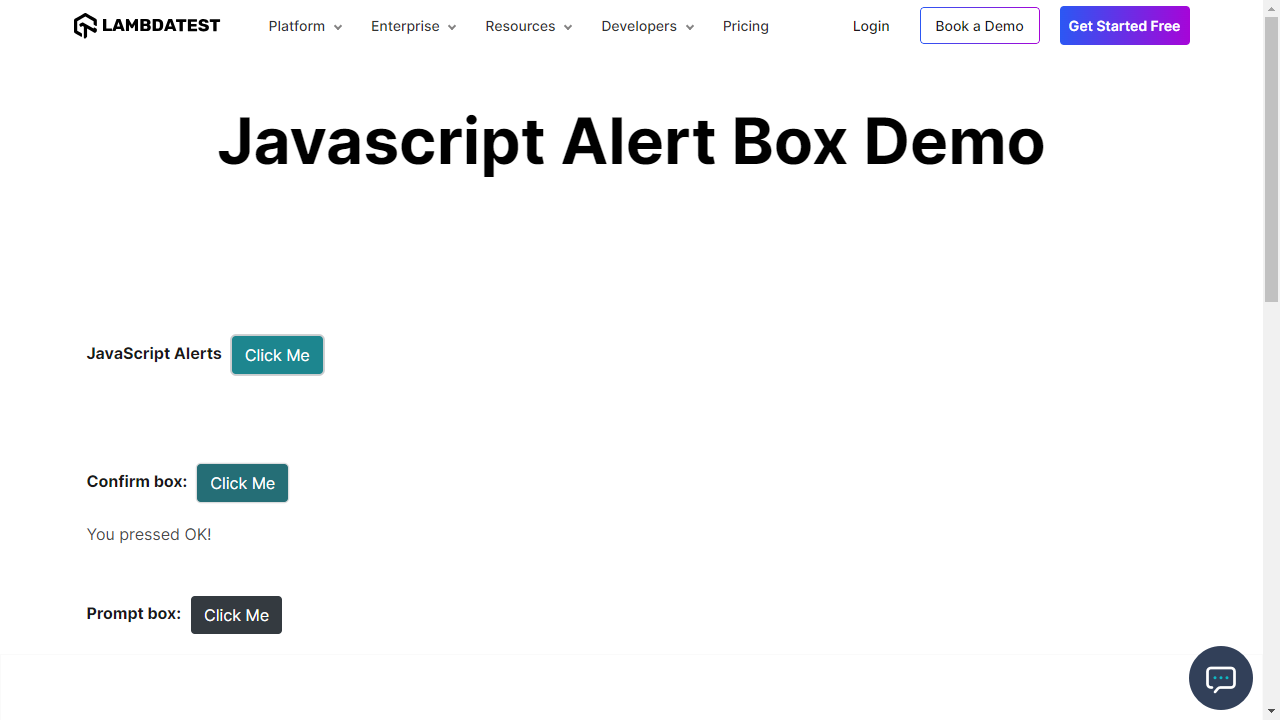 LAMBDATEST Platform Enterprise Resources Developers Pricing Login Book a Demo Get Started Free
Javascript Alert Box Demo
JavaScript Alerts Click Me
Confirm box: Click Me
You pressed OK!
Prompt box: Click Me